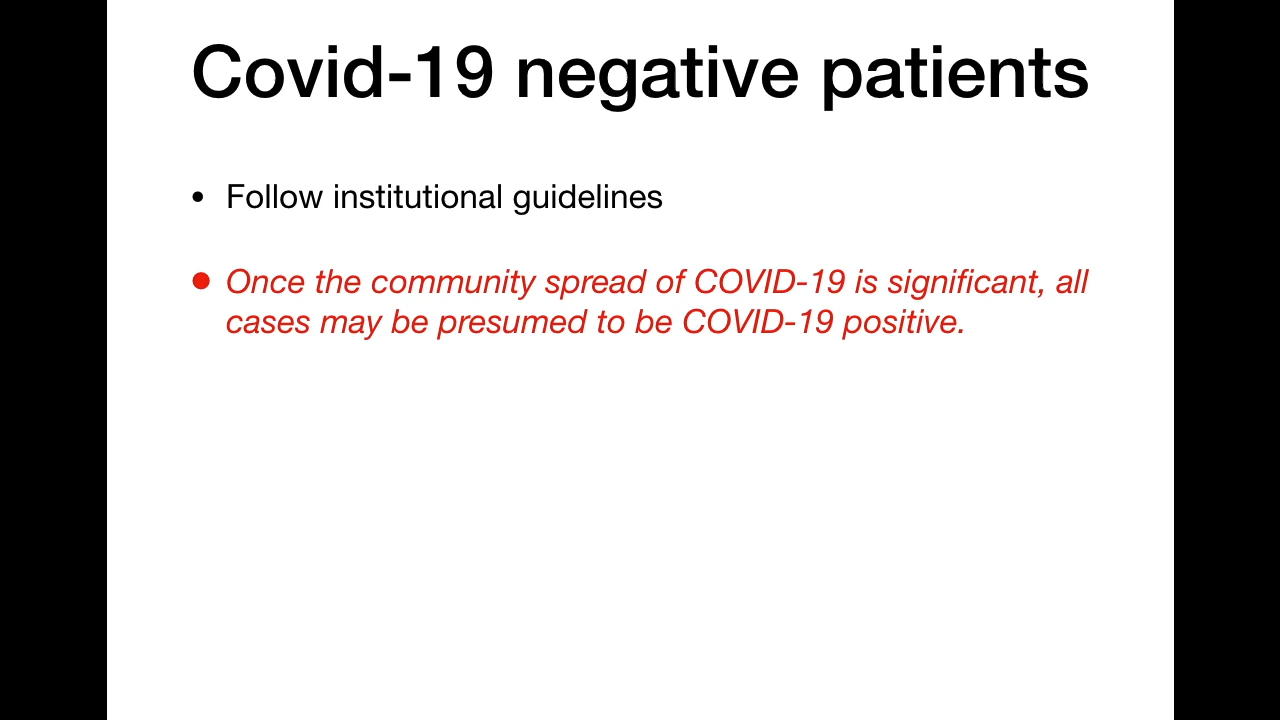 Covid-19 negative patients
• Follow institutional guidelines
• Once the community spread of COVID-19 is significant, all
cases may be presumed to be COVID-19 positive.